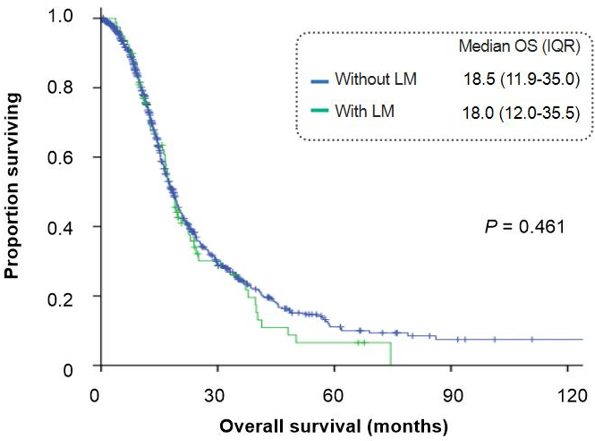 Proportion surviving
1.0
0.8
0.6
0.4
0.2
0
Median OS (IQR)
Without LM 18.5 (11.9-35.0)
With LM 18.0 (12.0-35.5)
P = 0.461
0 30 60 90 120
Overall survival (months)